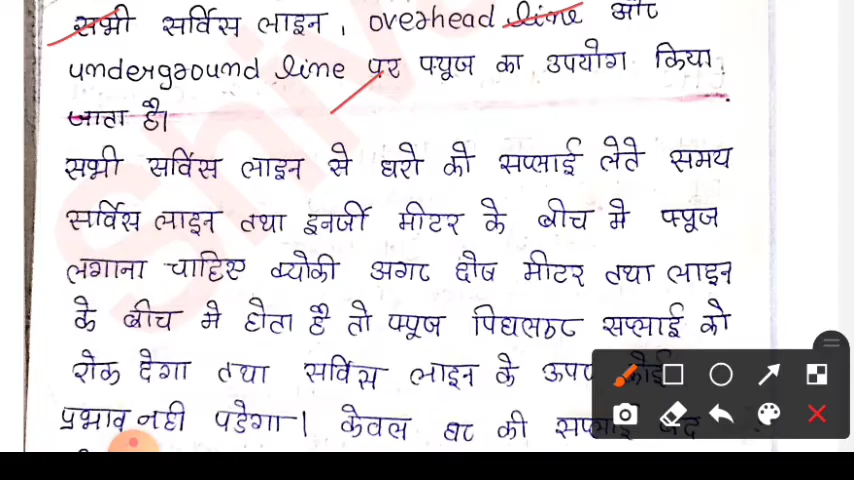 सभी सर्विस लाइन, overhead line और
underground line पर फ्यूज का उपयोग किया
जाता है।
सभी सर्विस लाइन से घरो को सप्लाई लेते समय
सर्विस लाइन तथा इनर्जी मीटर के बीच मे फ्यूज
लगाना चाहिए क्योकी अगर दोष मीटर तथा लाइन
के बीच मे होता है तो फ्यूज पिघलकर सप्लाई को
रोक देगा तथा सर्विस लाइन के ऊपर कोई
प्रभाव नही पडेगा। केवल घर की सप्लाई बंद